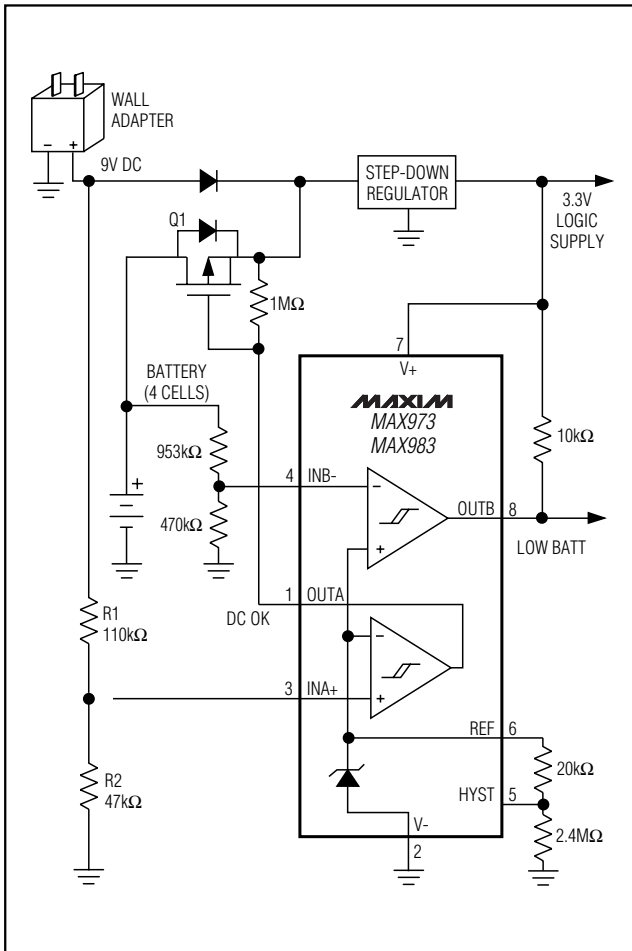 WALL
ADAPTER
− +
9V DC
STEP-DOWN
REGULATOR
3.3V
LOGIC
SUPPLY
Q1
1MΩ
7
V+
BATTERY
(4 CELLS)
MAXIM
MAX973
MAX983
953kΩ
10kΩ
+
4 INB-
−
OUTB 8
470kΩ
+
LOW BATT
1 OUTA
DC OK
R1
110kΩ
−
3 INA+
+
REF 6
20kΩ
R2
47kΩ
HYST 5
2.4MΩ
V-
2